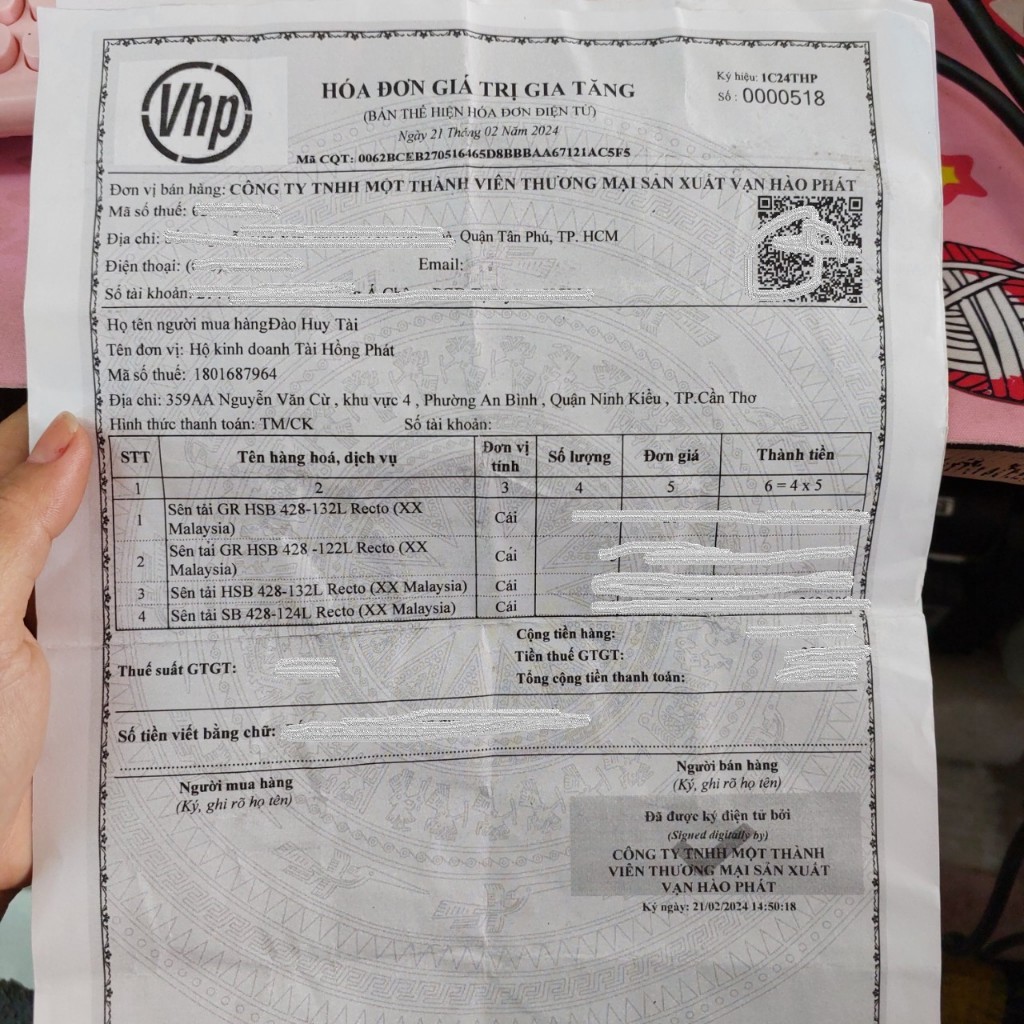 Vhp
HÓA ĐƠN GIÁ TRỊ GIA TĂNG
(BẢN THỂ HIỆN HÓA ĐƠN ĐIỆN TỬ)
Ngày 21 Tháng 02 Năm 2024
Mã CQT: 0062BCEB270516465D8BBBAA67121AC5F5
Ký hiệu: 1C24THP
Số : 0000518
Đơn vị bán hàng: CÔNG TY TNHH MỘT THÀNH VIÊN THƯƠNG MẠI SẢN XUẤT VẠN HÀO PHÁT
Mã số thuế:
Địa chỉ: , Quận Tân Phú, TP. HCM
Điện thoại: Email:
Số tài khoản:
Họ tên người mua hàngĐào Huy Tài
Tên đơn vị: Hộ kinh doanh Tài Hồng Phát
Mã số thuế: 1801687964
Địa chỉ: 359AA Nguyễn Văn Cừ , khu vực 4 , Phường An Bình , Quận Ninh Kiều , TP.Cần Thơ
Hình thức thanh toán: TM/CK Số tài khoản:
STT Tên hàng hoá, dịch vụ Đơn vị tính Số lượng Đơn giá Thành tiền
1 2 3 4 5 6 = 4 x 5
1 Sên tải GR HSB 428-132L Recto (XX Malaysia) Cái
2 Sên tải GR HSB 428 -122L Recto (XX Malaysia) Cái
3 Sên tải HSB 428-132L Recto (XX Malaysia) Cái
4 Sên tải SB 428-124L Recto (XX Malaysia) Cái
Cộng tiền hàng:
Thuế suất GTGT: Tiền thuế GTGT:
Tổng cộng tiền thanh toán:
Số tiền viết bằng chữ:
Người mua hàng
(Ký, ghi rõ họ tên)
Người bán hàng
(Ký, ghi rõ họ tên)
Đã được ký điện tử bởi
(Signed digitally by)
CÔNG TY TNHH MỘT THÀNH
VIÊN THƯƠNG MẠI SẢN XUẤT
VẠN HÀO PHÁT
Ký ngày: 21/02/2024 14:50:18